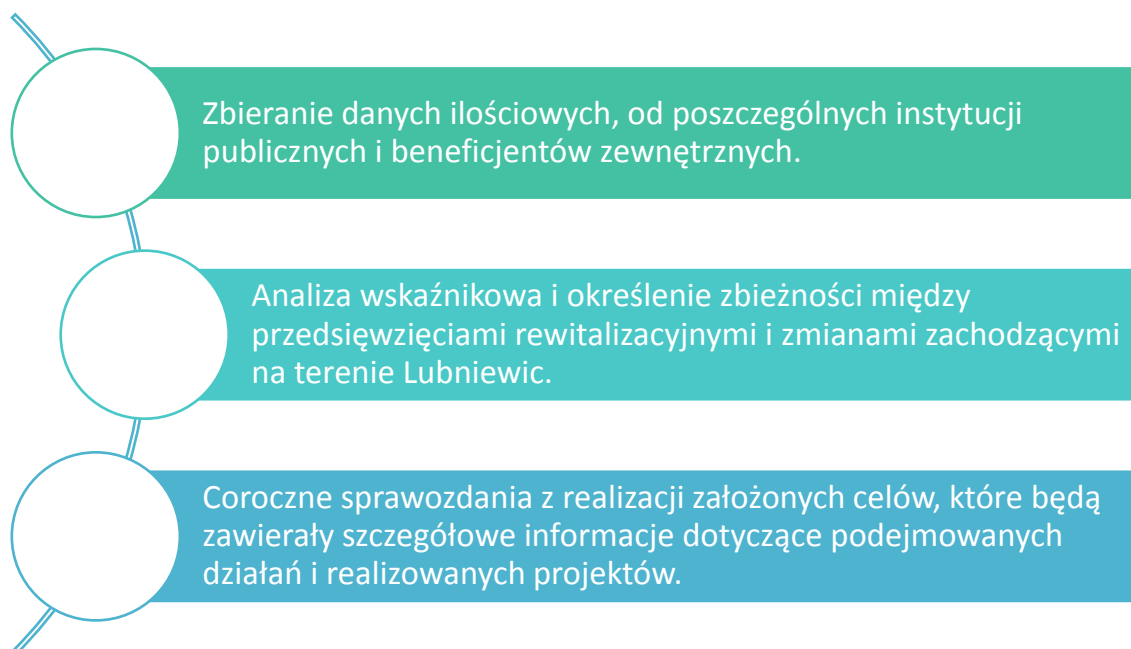 Zbieranie danych ilościowych, od poszczególnych instytucji
publicznych i beneficjentów zewnętrznych.
Analiza wskaźnikowa i określenie zbieżności między
przedsięwzięciami rewitalizacyjnymi i zmianami zachodzącymi
na terenie Lubniewic.
Coroczne sprawozdania z realizacji założonych celów, które będą
zawierały szczegółowe informacje dotyczące podejmowanych
działań i realizowanych projektów.